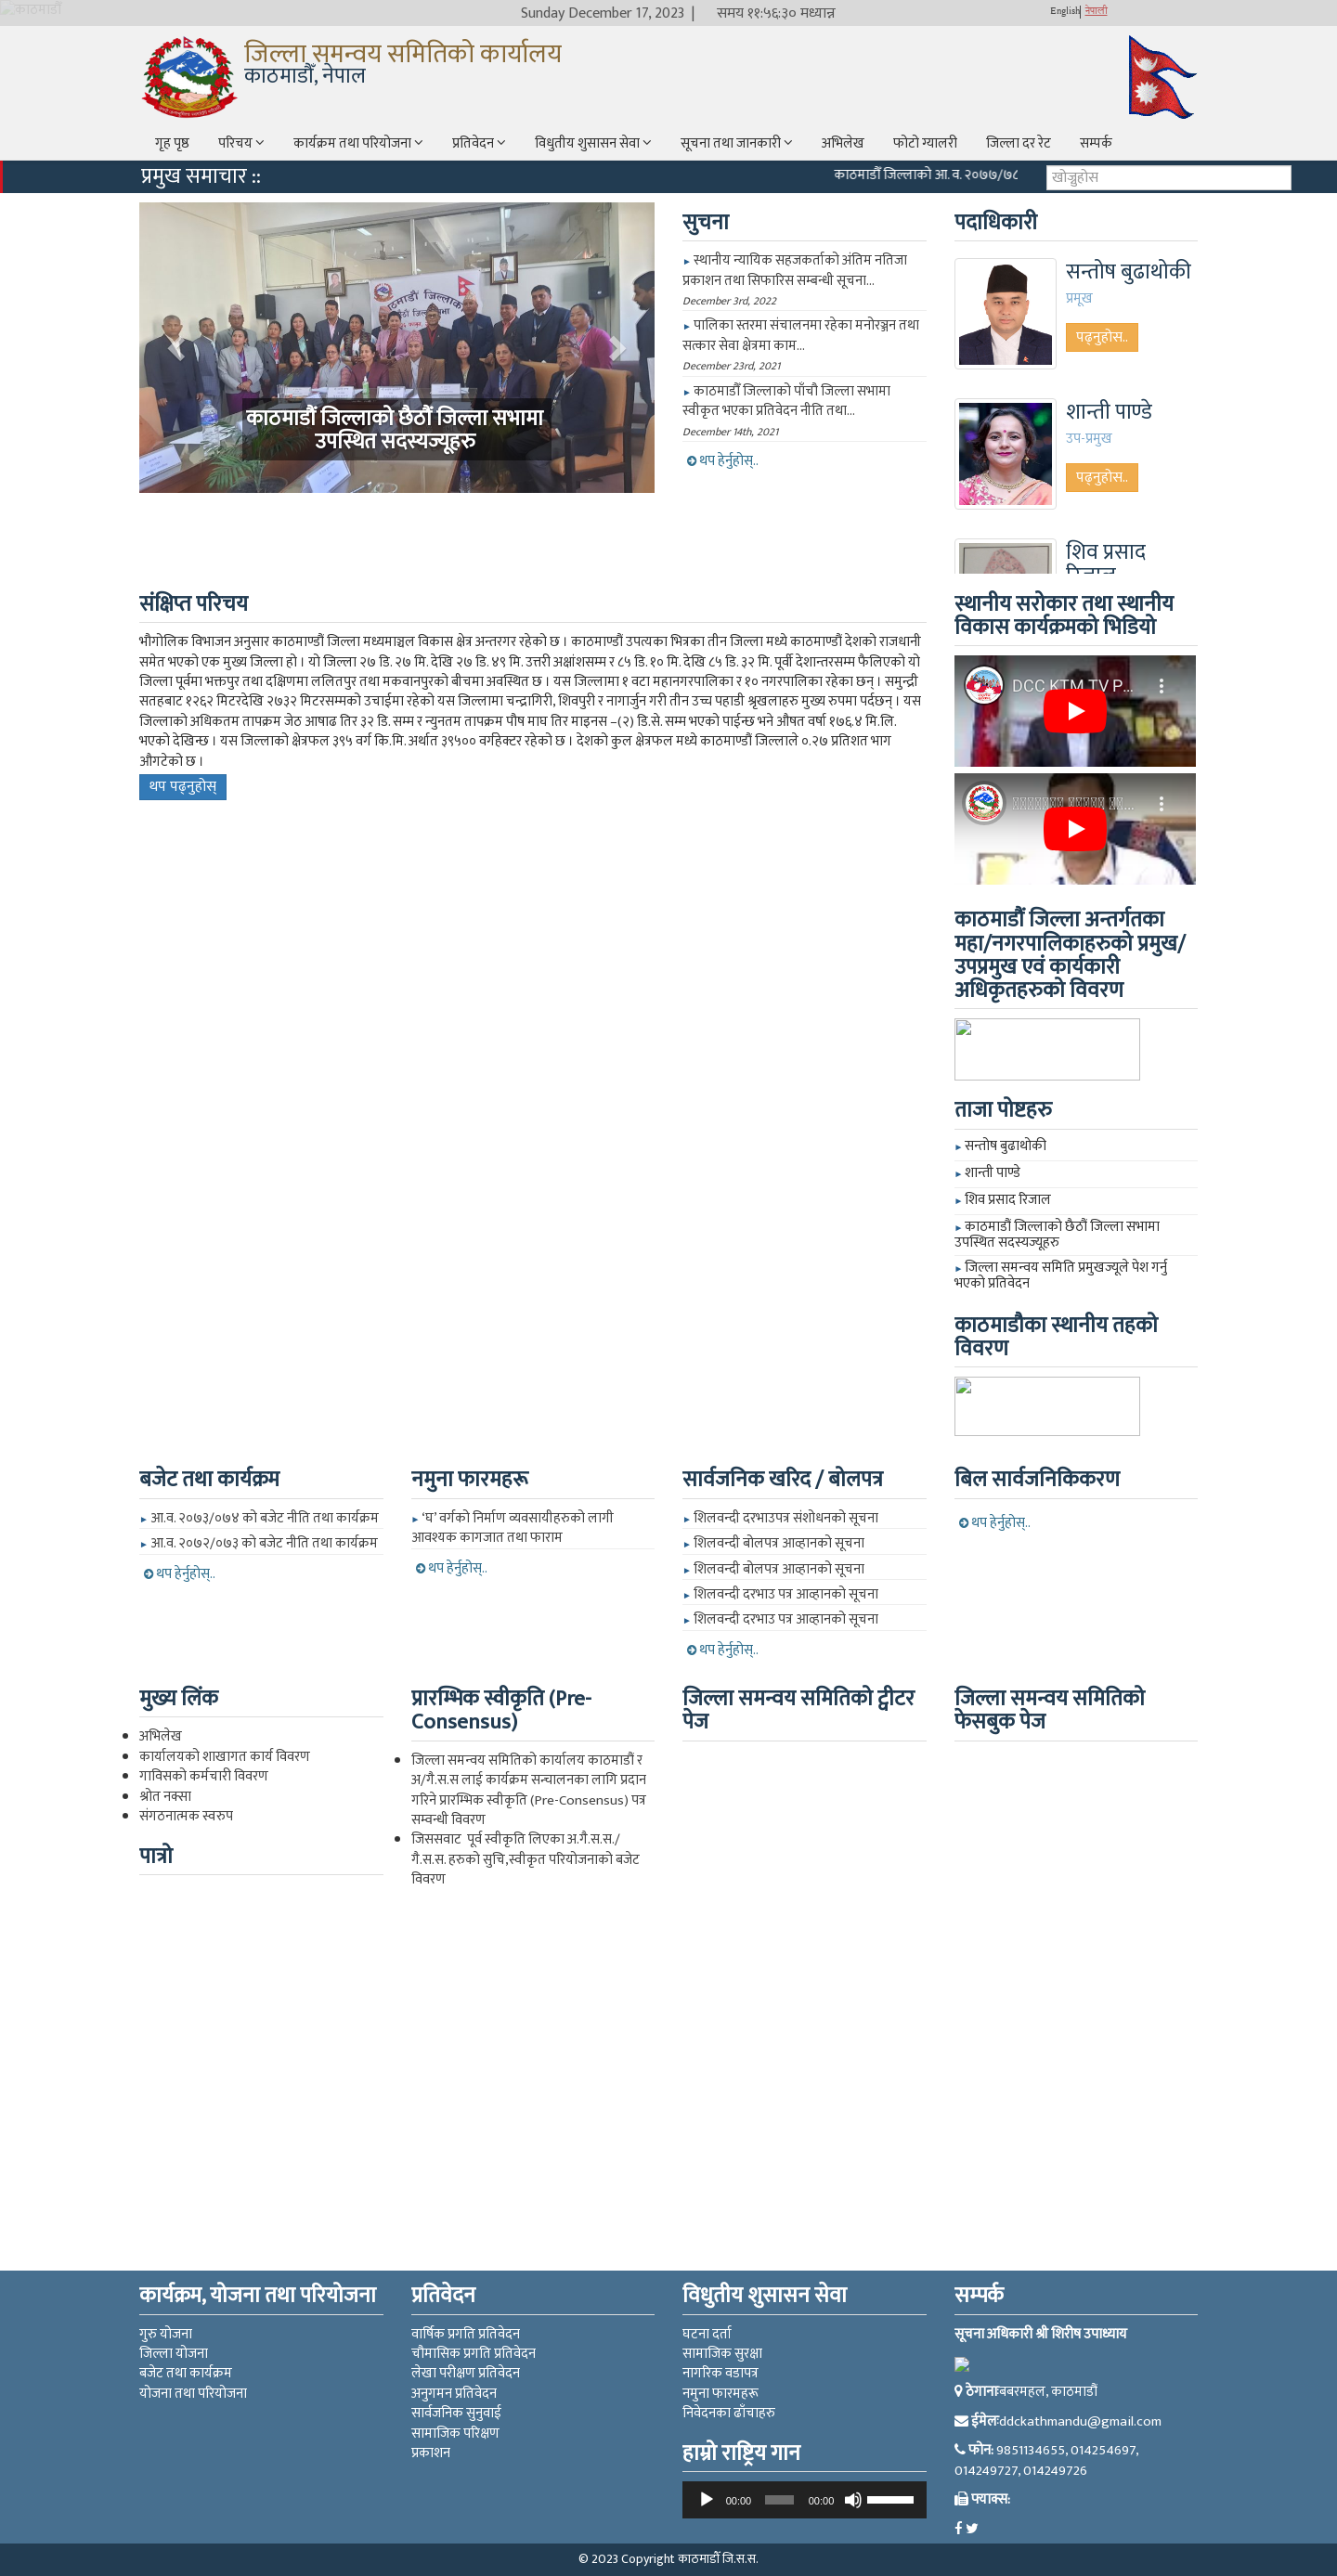 काठमाडौँ
Sunday December 17, 2023 | समय ११:५६:३० मध्यान्न
English| नेपाली
जिल्ला समन्वय समितिको कार्यालय
काठमाडौँ, नेपाल
गृह पृष्ठ परिचय कार्यक्रम तथा परियोजना प्रतिवेदन विधुतीय शुसासन सेवा सूचना तथा जानकारी अभिलेख फोटो ग्यालरी जिल्ला दर रेट सम्पर्क
प्रमुख समाचार ::
काठमाडौँ जिल्लाको आ. व. २०७७/७८
खोज्नुहोस
काठमाडौं जिल्लाको छैठौं जिल्ला सभामा
उपस्थित सदस्यज्यूहरु
सुचना
► स्थानीय न्यायिक सहजकर्ताको अंतिम नतिजा
प्रकाशन तथा सिफारिस सम्बन्धी सूचना...
December 3rd, 2022
► पालिका स्तरमा संचालनमा रहेका मनोरञ्जन तथा
सत्कार सेवा क्षेत्रमा काम...
December 23rd, 2021
► काठमाडौँ जिल्लाको पाँचौ जिल्ला सभामा
स्वीकृत भएका प्रतिवेदन नीति तथा...
December 14th, 2021
थप हेर्नुहोस्..
पदाधिकारी
सन्तोष बुढाथोकी
प्रमूख
पढ्नुहोस..
शान्ती पाण्डे
उप-प्रमुख
पढ्नुहोस..
शिव प्रसाद
रिजाल
संक्षिप्त परिचय
भौगोलिक विभाजन अनुसार काठमाण्डौं जिल्ला मध्यमाञ्चल विकास क्षेत्र अन्तरगर रहेको छ । काठमाण्डौं उपत्यका भित्रका तीन जिल्ला मध्ये काठमाण्डौं देशको राजधानी
समेत भएको एक मुख्य जिल्ला हो । यो जिल्ला २७ डि. २७ मि. देखि २७ डि. ४९ मि. उत्तरी अक्षांशसम्म र ८५ डि. १० मि. देखि ८५ डि. ३२ मि. पूर्वी देशान्तरसम्म फैलिएको यो
जिल्ला पूर्वमा भक्तपुर तथा दक्षिणमा ललितपुर तथा मकवानपुरको बीचमा अवस्थित छ । यस जिल्लामा १ वटा महानगरपालिका र १० नगरपालिका रहेका छन् । समुन्द्री
सतहबाट १२६२ मिटरदेखि २७३२ मिटरसम्मको उचाईमा रहेको यस जिल्लामा चन्द्रागिरी, शिवपुरी र नागार्जुन गरी तीन उच्च पहाडी श्रृखलाहरु मुख्य रुपमा पर्दछन् । यस
जिल्लाको अधिकतम तापक्रम जेठ आषाढ तिर ३२ डि. सम्म र न्युनतम तापक्रम पौष माघ तिर माइनस –(२) डि.से. सम्म भएको पाईन्छ भने औषत वर्षा १७६.४ मि.लि.
भएको देखिन्छ । यस जिल्लाको क्षेत्रफल ३९५ वर्ग कि.मि. अर्थात ३९५०० वर्गहेक्टर रहेको छ । देशको कुल क्षेत्रफल मध्ये काठमाण्डौं जिल्लाले ०.२७ प्रतिशत भाग
औगटेको छ ।
थप पढ्नुहोस्
स्थानीय सरोकार तथा स्थानीय
विकास कार्यक्रमको भिडियो
DCC KTM TV P...
काठमाडौं जिल्ला अन्तर्गतका
महा/नगरपालिकाहरुको प्रमुख/
उपप्रमुख एवं कार्यकारी
अधिकृतहरुको विवरण
ताजा पोष्टहरु
► सन्तोष बुढाथोकी
► शान्ती पाण्डे
► शिव प्रसाद रिजाल
► काठमाडौं जिल्लाको छैठौं जिल्ला सभामा
उपस्थित सदस्यज्यूहरु
► जिल्ला समन्वय समिति प्रमुखज्यूले पेश गर्नु
भएको प्रतिवेदन
काठमाडौका स्थानीय तहको
विवरण
बजेट तथा कार्यक्रम
► आ.व. २०७३/०७४ को बजेट नीति तथा कार्यक्रम
► आ.व. २०७२/०७३ को बजेट नीति तथा कार्यक्रम
थप हेर्नुहोस्..
नमुना फारमहरू
► ‘घ’ वर्गको निर्माण व्यवसायीहरुको लागी
आवश्यक कागजात तथा फाराम
थप हेर्नुहोस्..
सार्वजनिक खरिद / बोलपत्र
► शिलवन्दी दरभाउपत्र संशोधनको सूचना
► शिलवन्दी बोलपत्र आव्हानको सूचना
► शिलवन्दी बोलपत्र आव्हानको सूचना
► शिलवन्दी दरभाउ पत्र आव्हानको सूचना
► शिलवन्दी दरभाउ पत्र आव्हानको सूचना
थप हेर्नुहोस्..
बिल सार्वजनिकिकरण
थप हेर्नुहोस्..
मुख्य लिंक
अभिलेख
कार्यालयको शाखागत कार्य विवरण
गाविसको कर्मचारी विवरण
श्रोत नक्सा
संगठनात्मक स्वरुप
पात्रो
प्रारम्भिक स्वीकृति (Pre-
Consensus)
जिल्ला समन्वय समितिको कार्यालय काठमाडौं र
अ/गै.स.स लाई कार्यक्रम सन्चालनका लागि प्रदान
गरिने प्रारम्भिक स्वीकृति (Pre-Consensus) पत्र
सम्वन्धी विवरण
जिससवाट पूर्व स्वीकृति लिएका अ.गै.स.स./
गै.स.स. हरुको सुचि,स्वीकृत परियोजनाको बजेट
विवरण
जिल्ला समन्वय समितिको ट्वीटर
पेज
जिल्ला समन्वय समितिको
फेसबुक पेज
कार्यक्रम, योजना तथा परियोजना
गुरु योजना
जिल्ला योजना
बजेट तथा कार्यक्रम
योजना तथा परियोजना
प्रतिवेदन
वार्षिक प्रगति प्रतिवेदन
चौमासिक प्रगति प्रतिवेदन
लेखा परीक्षण प्रतिवेदन
अनुगमन प्रतिवेदन
सार्वजनिक सुनुवाई
सामाजिक परिक्षण
प्रकाशन
विधुतीय शुसासन सेवा
घटना दर्ता
सामाजिक सुरक्षा
नागरिक वडापत्र
नमुना फारमहरू
निवेदनका ढाँचाहरु
हाम्रो राष्ट्रिय गान
00:00 00:00
सम्पर्क
सूचना अधिकारी श्री शिरीष उपाध्याय
ठेगानाःबबरमहल, काठमाडौं
ईमेलःddckathmandu@gmail.com
फोन: 9851134655, 014254697,
014249727, 014249726
फ्याक्स:
© 2023 Copyright काठमाडौँ जि.स.स.